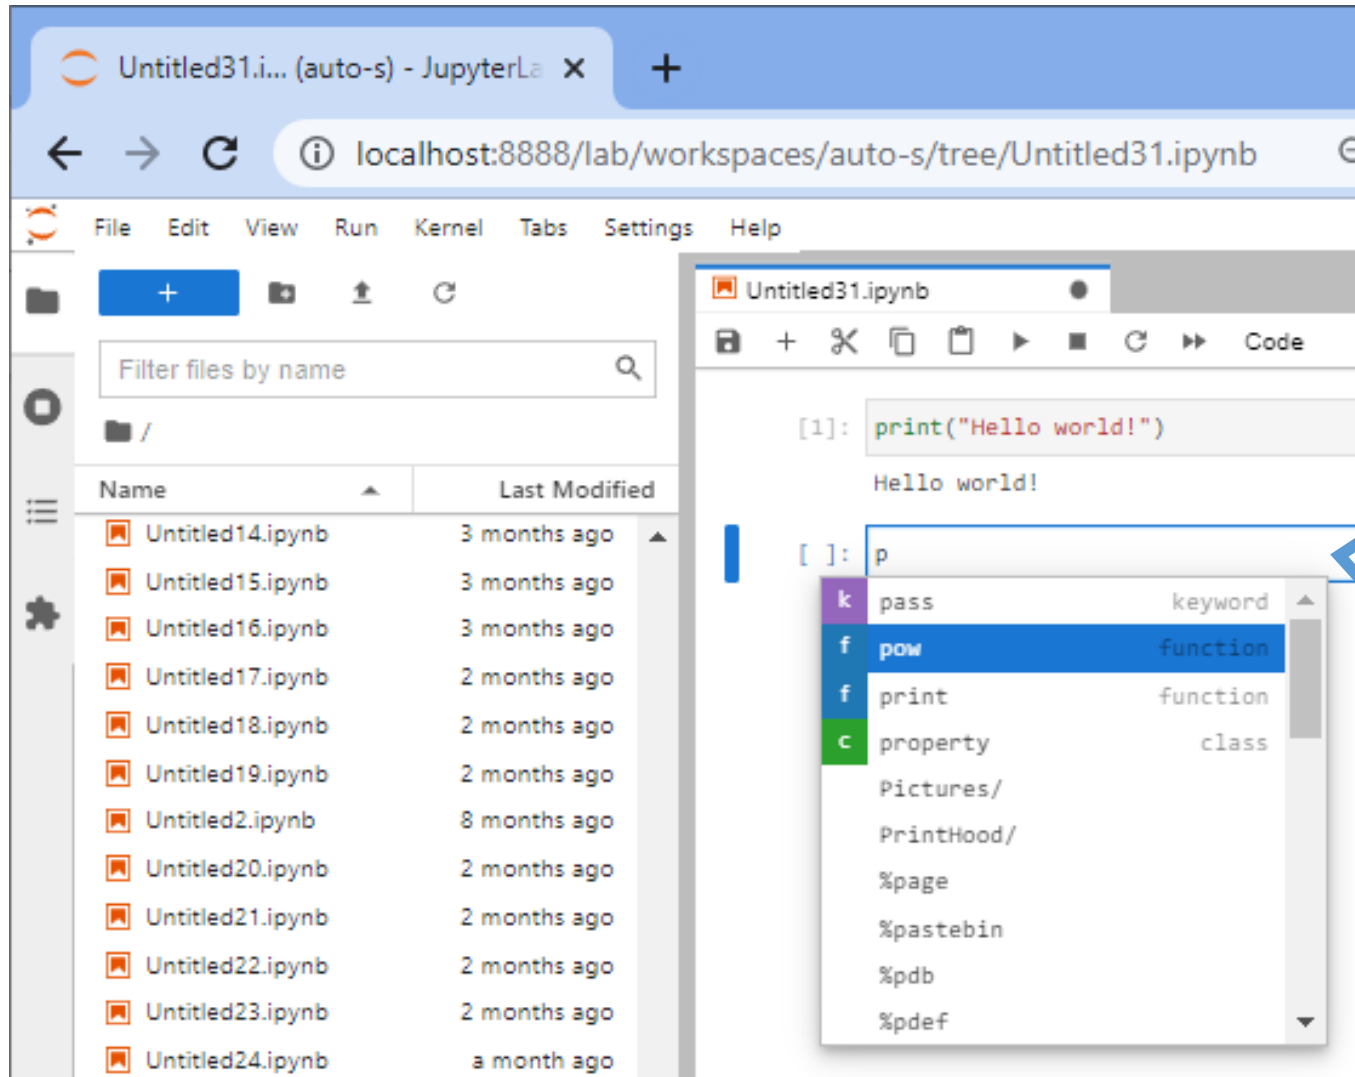 Untitled31.i... (auto-s) - JupyterLa
localhost:8888/lab/workspaces/auto-s/tree/Untitled31.ipynb
File Edit View Run Kernel Tabs Settings Help
+
Filter files by name
/
Name Last Modified
Untitled14.ipynb 3 months ago
Untitled15.ipynb 3 months ago
Untitled16.ipynb 3 months ago
Untitled17.ipynb 2 months ago
Untitled18.ipynb 2 months ago
Untitled19.ipynb 2 months ago
Untitled2.ipynb 8 months ago
Untitled20.ipynb 2 months ago
Untitled21.ipynb 2 months ago
Untitled22.ipynb 2 months ago
Untitled23.ipynb 2 months ago
Untitled24.ipynb a month ago
Untitled31.ipynb
Code
[1]: print("Hello world!")
Hello world!
[ ]: p
k pass keyword
f pow function
f print function
c property class
Pictures/
PrintHood/
%page
%pastebin
%pdb
%pdef